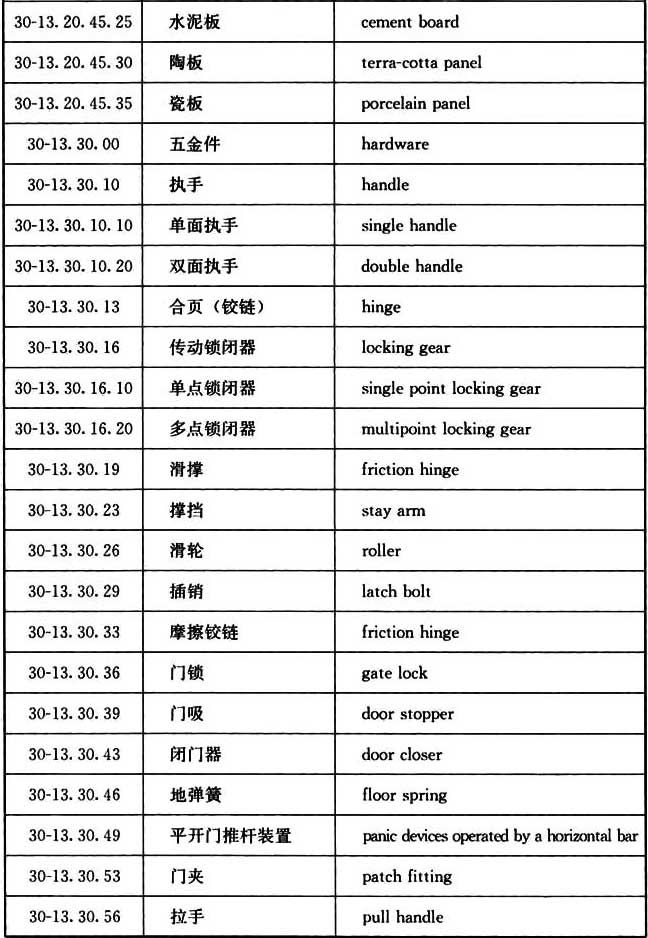 30-13.20.45.25 水泥板 cement board
30-13.20.45.30 陶板 terra-cotta panel
30-13.20.45.35 瓷板 porcelain panel
30-13.30.00 五金件 hardware
30-13.30.10 执手 handle
30-13.30.10.10 单面执手 single handle
30-13.30.10.20 双面执手 double handle
30-13.30.13 合页（铰链） hinge
30-13.30.16 传动锁闭器 locking gear
30-13.30.16.10 单点锁闭器 single point locking gear
30-13.30.16.20 多点锁闭器 multipoint locking gear
30-13.30.19 滑撑 friction hinge
30-13.30.23 撑挡 stay arm
30-13.30.26 滑轮 roller
30-13.30.29 插销 latch bolt
30-13.30.33 摩擦铰链 friction hinge
30-13.30.36 门锁 gate lock
30-13.30.39 门吸 door stopper
30-13.30.43 闭门器 door closer
30-13.30.46 地弹簧 floor spring
30-13.30.49 平开门推杆装置 panic devices operated by a horizontal bar
30-13.30.53 门夹 patch fitting
30-13.30.56 拉手 pull handle